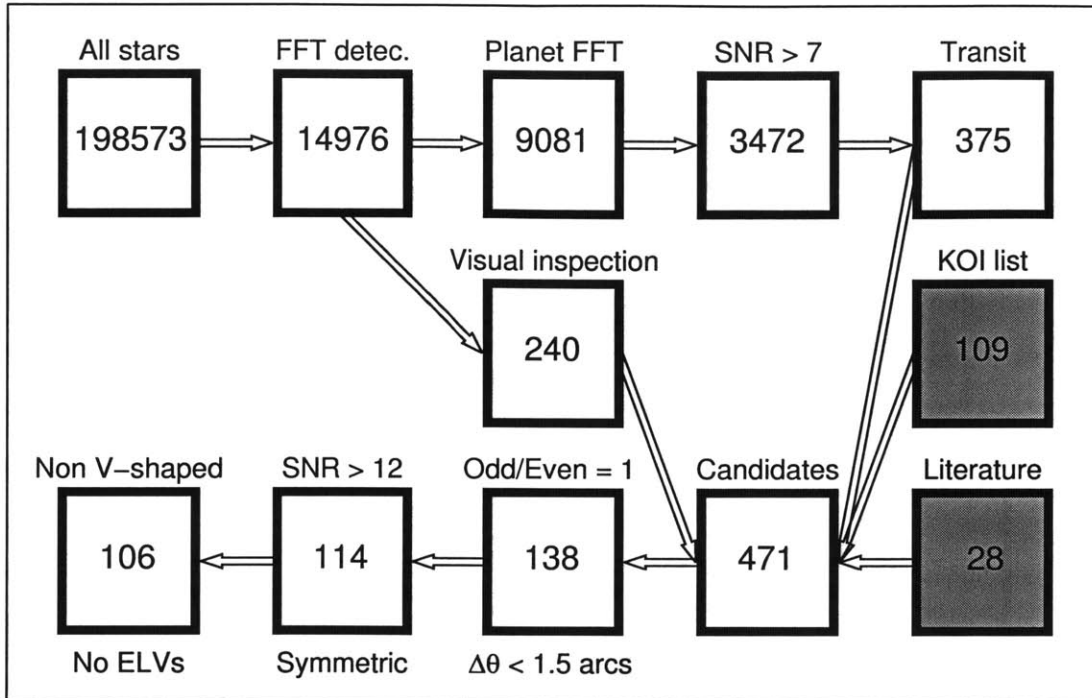 All stars FFT detec. Planet FFT SNR > 7 Transit
198573 14976 9081 3472 375
Visual inspection KOI list
240 109
Non V−shaped SNR > 12 Odd/Even = 1 Candidates Literature
106 114 138 471 28
No ELVs Symmetric Δθ < 1.5 arcs